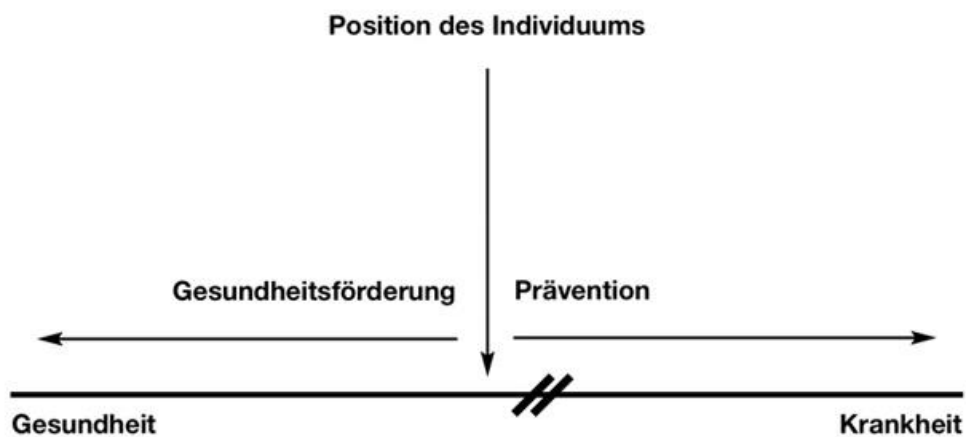 Position des Individuums
Gesundheitsförderung
Prävention
Gesundheit
Krankheit